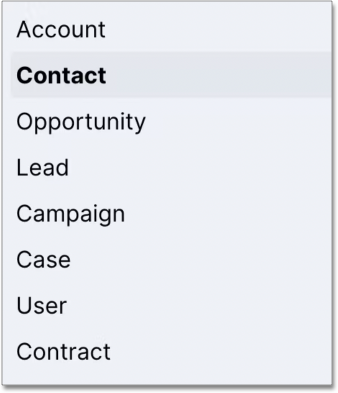 Account
Contact
Opportunity
Lead
Campaign
Case
User
Contract